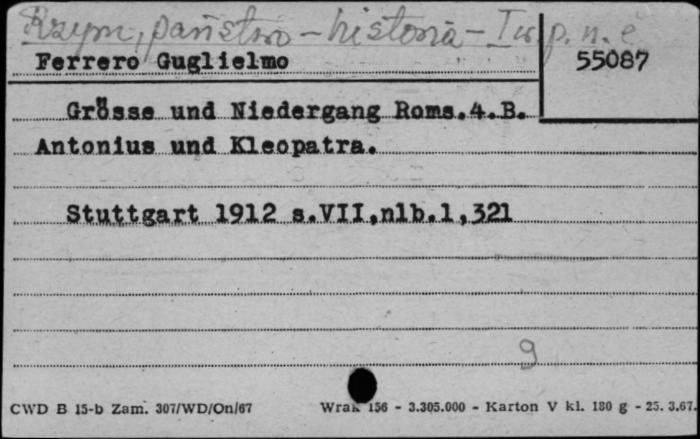 Rzym, państwo - historia - I w. p. n. e.
Ferrero Guglielmo
55087
Grösse und Niedergang Roms.4.B.
Antonius und Kleopatra.
Stuttgart 1912 s.VII,nlb.1,321
9
CWD B 15-b Zam. 307/WD/On/67
Wrak 156 - 3.305.000 - Karton V kl. 180 g - 25. 3.67.